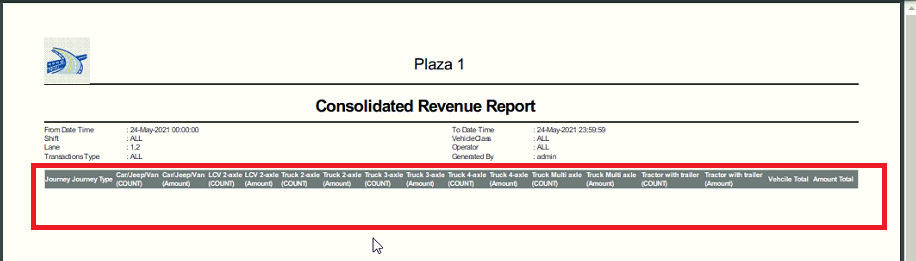 Plaza 1
Consolidated Revenue Report
From Date Time : 24-May-2021 00:00:00 To Date Time : 24-May-2021 23:59:59
Shift : ALL VehicleClass : ALL
Lane : 1,2 Operator : ALL
Transactions Type : ALL Generated By : admin
Journey Journey Type Car/Jeep/Van (COUNT) Car/Jeep/Van (Amount) LCV 2-axle (COUNT) LCV 2-axle (Amount) Truck 2-axle (COUNT) Truck 2-axle (Amount) Truck 3-axle (COUNT) Truck 3-axle (Amount) Truck 4-axle (COUNT) Truck 4-axle (Amount) Truck Multi axle (COUNT) Truck Multi axle (Amount) Tractor with trailer (COUNT) Tractor with trailer (Amount) Vehcile Total Amount Total